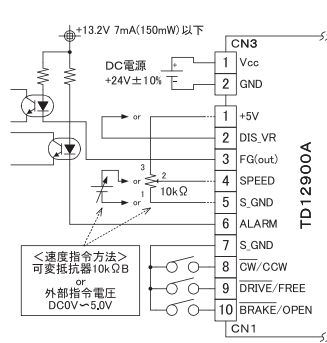 +13.2V 7mA(150mW)以下
CN3
DC電源
+24V±10%
1 Vcc
2 GND
1 +5V
or
2 DIS_VR
3 FG(out)
3
or
2
4 SPEED
10kΩ
1
or
5 S_GND
6 ALARM
7 S_GND
8 CW/CCW
9 DRIVE/FREE
10 BRAKE/OPEN
CN1
TD12900A
<速度指令方法>
可変抵抗器10kΩB
or
外部指令電圧
DC0V~5.0V